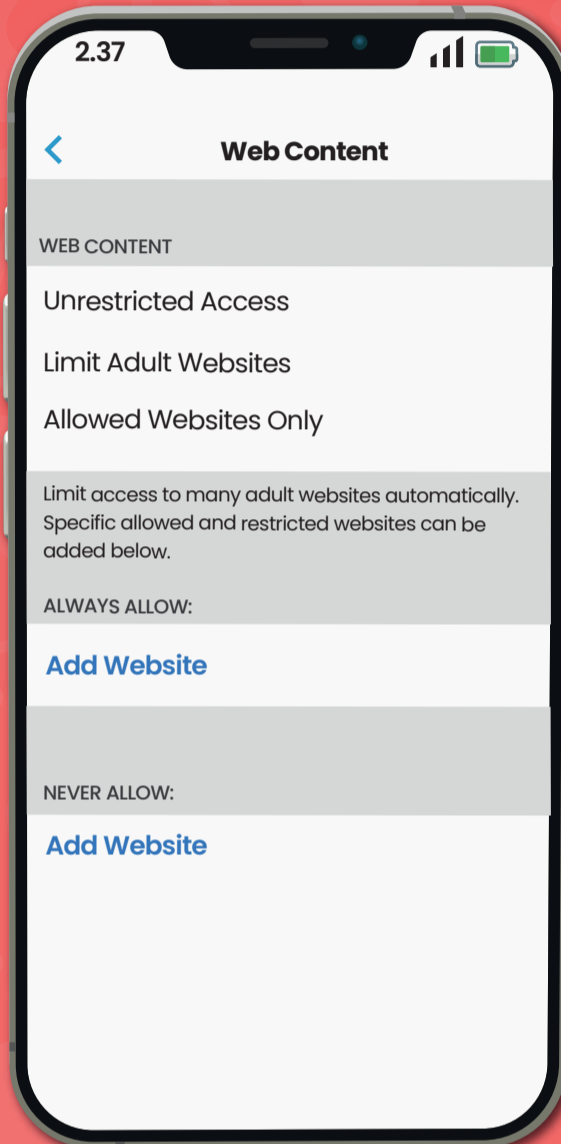 2.37
Web Content
WEB CONTENT
Unrestricted Access
Limit Adult Websites
Allowed Websites Only
Limit access to many adult websites automatically.
Specific allowed and restricted websites can be
added below.
ALWAYS ALLOW:
Add Website
NEVER ALLOW:
Add Website